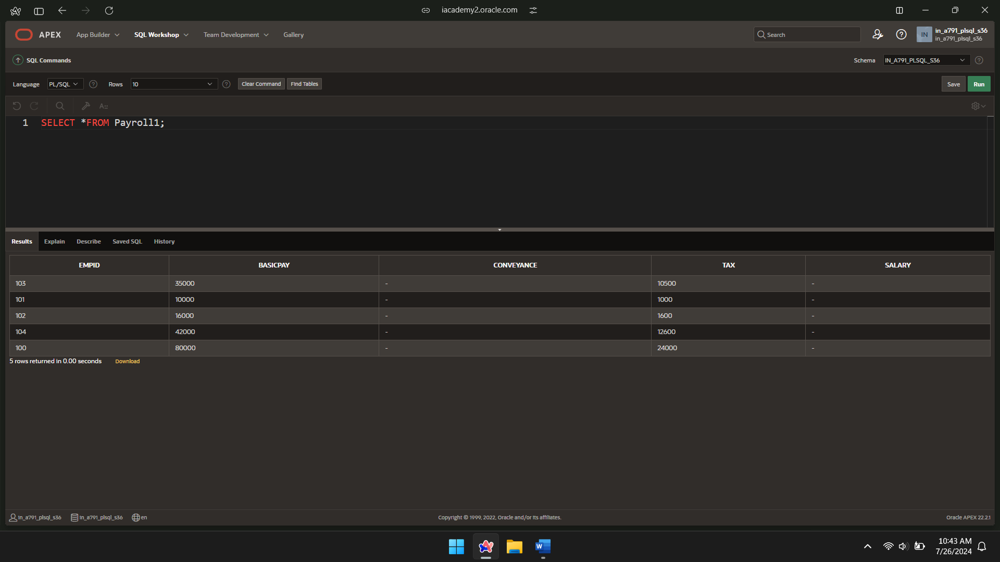 iacademy2.oracle.com
APEX App Builder SQL Workshop Team Development Gallery Search IN in_a791_plsql_s36
in_a791_plsql_s36
SQL Commands Schema IN_A791_PLSQL_S36
Language PL/SQL Rows 10 Clear Command Find Tables Save Run
A
1 SELECT *FROM Payroll1;
Results Explain Describe Saved SQL History
EMPID BASICPAY CONVEYANCE TAX SALARY
103 35000 - 10500 -
101 10000 - 1000 -
102 16000 - 1600 -
104 42000 - 12600 -
100 80000 - 24000 -
5 rows returned in 0.00 seconds Download
in_a791_plsql_s36 in_a791_plsql_s36 en Copyright © 1999, 2022, Oracle and/or its affiliates. Oracle APEX 22.2.1
W 10:43 AM
7/26/2024